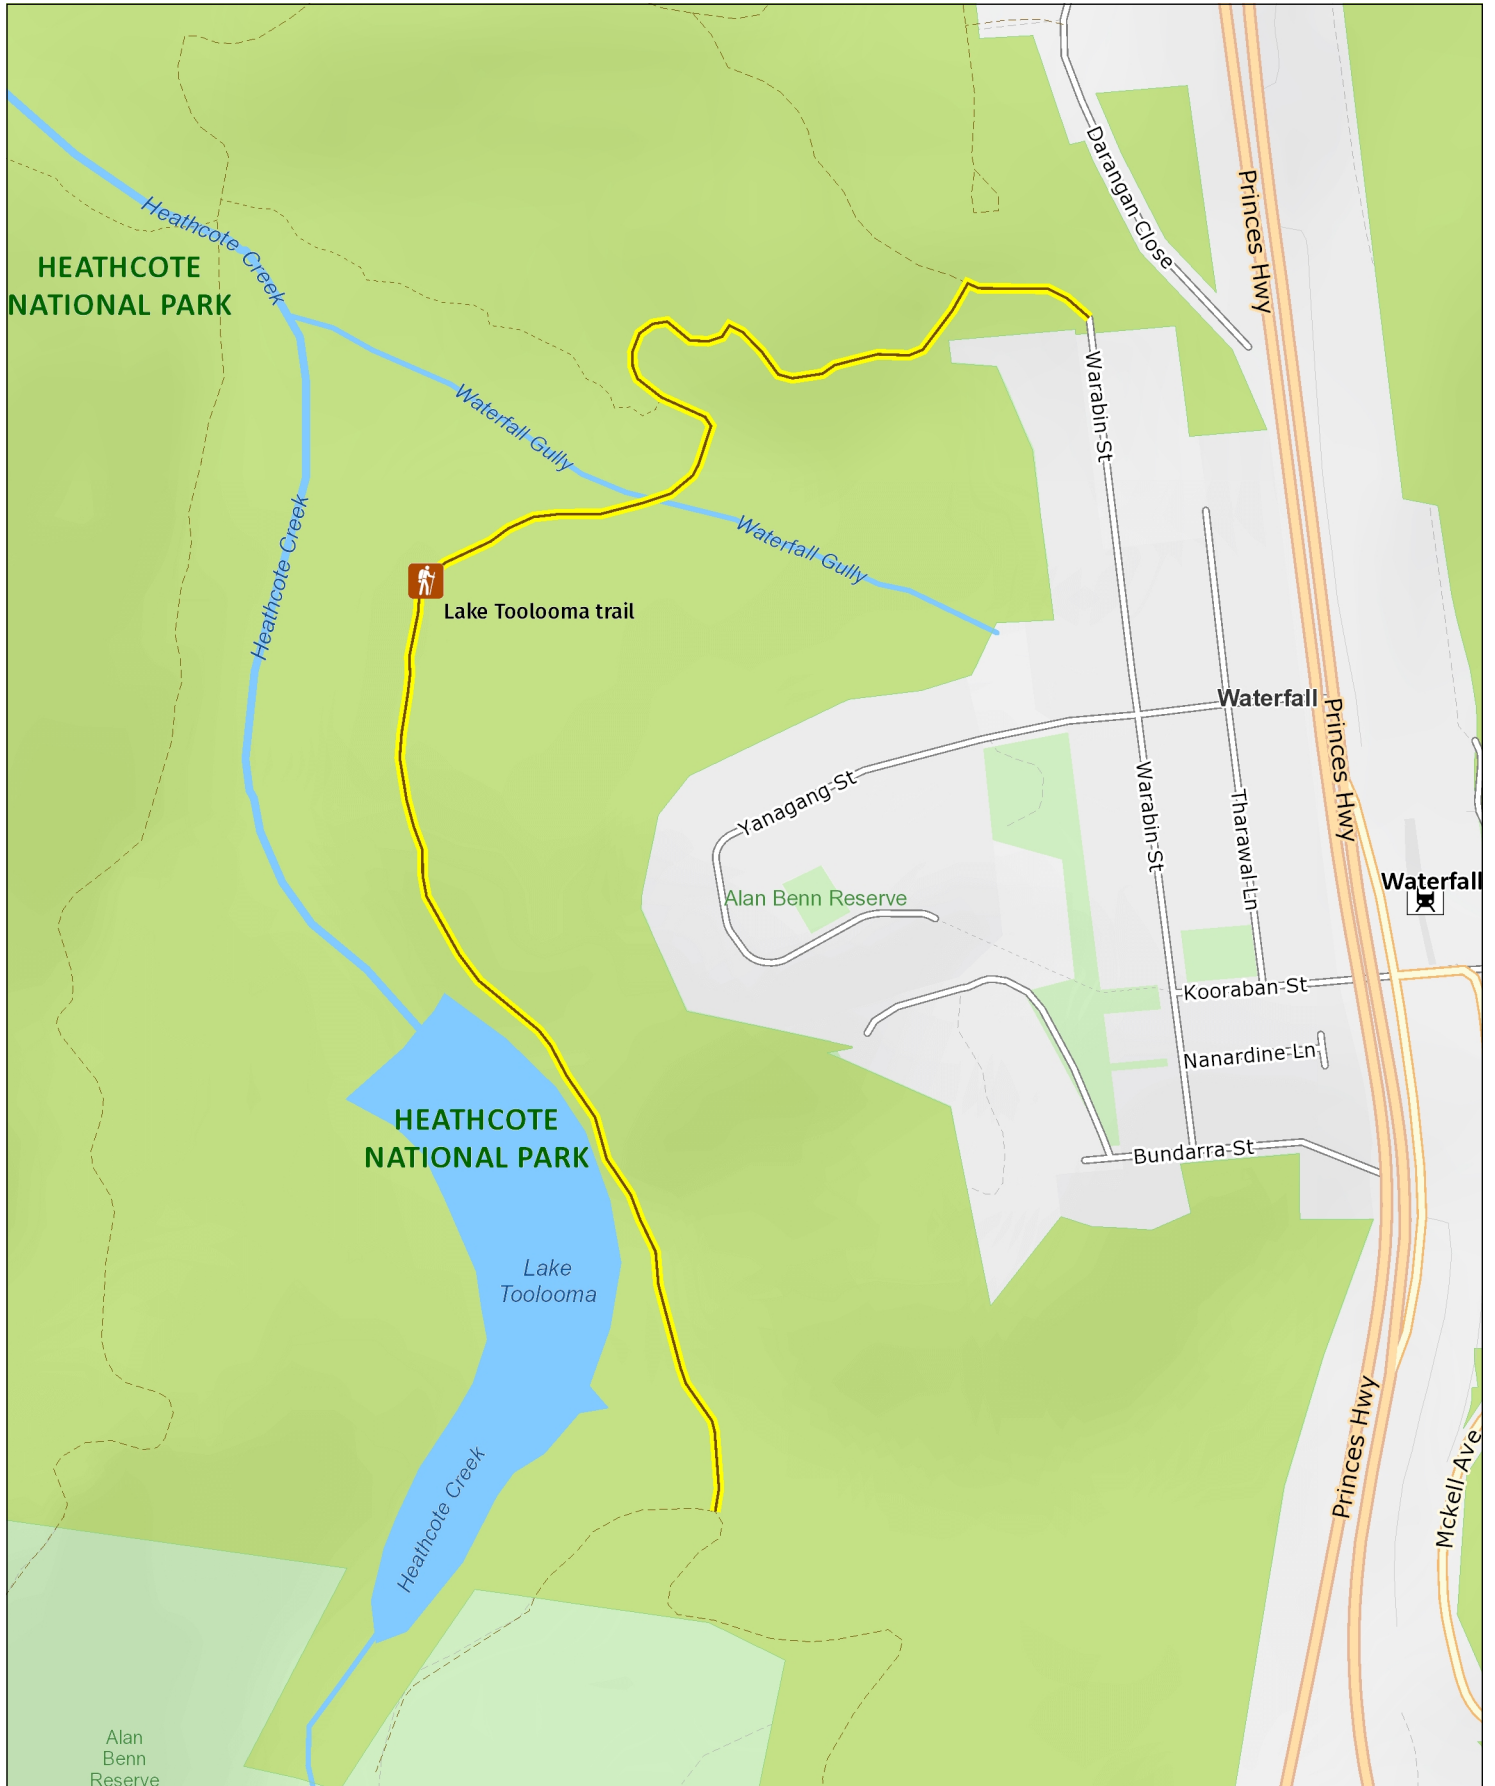 Darangan Close
Princes Hwy
Heathcote Creek
HEATHCOTE
NATIONAL PARK
Waterfall Gully
Warabin St
Waterfall Gully
Heathcote Creek
Lake Toolooma trail
Waterfall
Princes Hwy
Yanagang St
Warabin St
Tharawal Ln
Waterfall
Alan Benn Reserve
Kooraban St
Nanardine Ln
HEATHCOTE
NATIONAL PARK
Bundarra St
Lake
Toolooma
Princes Hwy
Mckell Ave
Heathcote Creek
Alan
Benn
Reserve